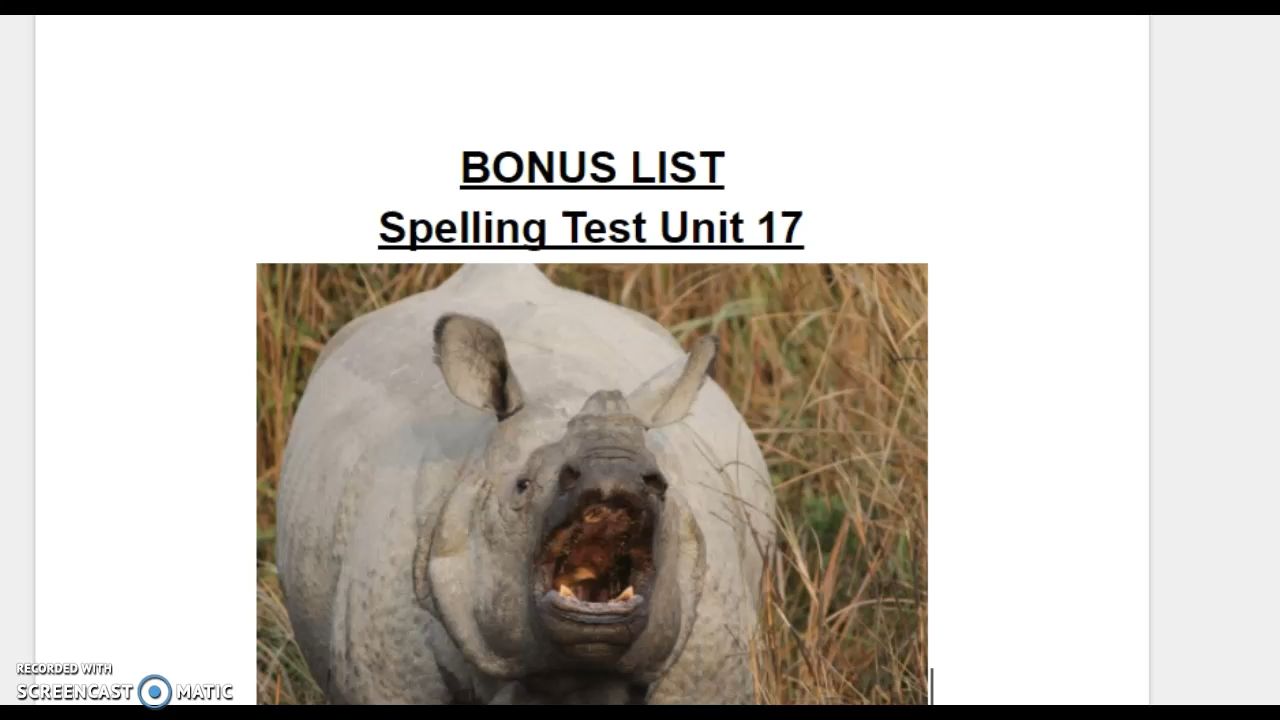 BONUS LIST
Spelling Test Unit 17
RECORDED WITH
SCREENCAST MATIC